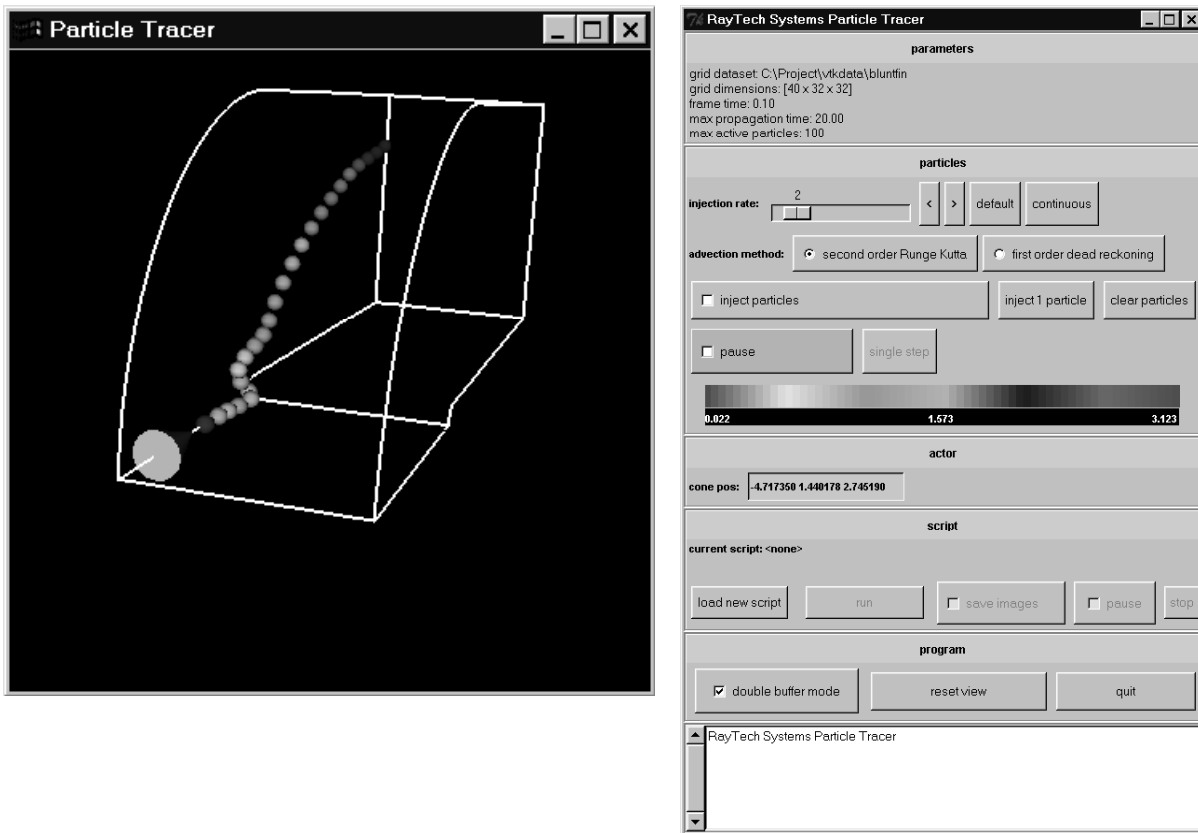 Particle Tracer
RayTech Systems Particle Tracer
parameters
grid dataset: C:\Project\vtkdata\bluntfin
grid dimensions: [40 x 32 x 32]
frame time: 0.10
max propagation time: 20.00
max active particles: 100
particles
injection rate: 2 < > default continuous
advection method: second order Runge Kutta first order dead reckoning
inject particles inject 1 particle clear particles
pause single step
0.022 1.573 3.123
actor
cone pos: -4.717350 1.440178 2.745190
script
current script: <none>
load new script run save images pause stop
program
double buffer mode reset view quit
RayTech Systems Particle Tracer